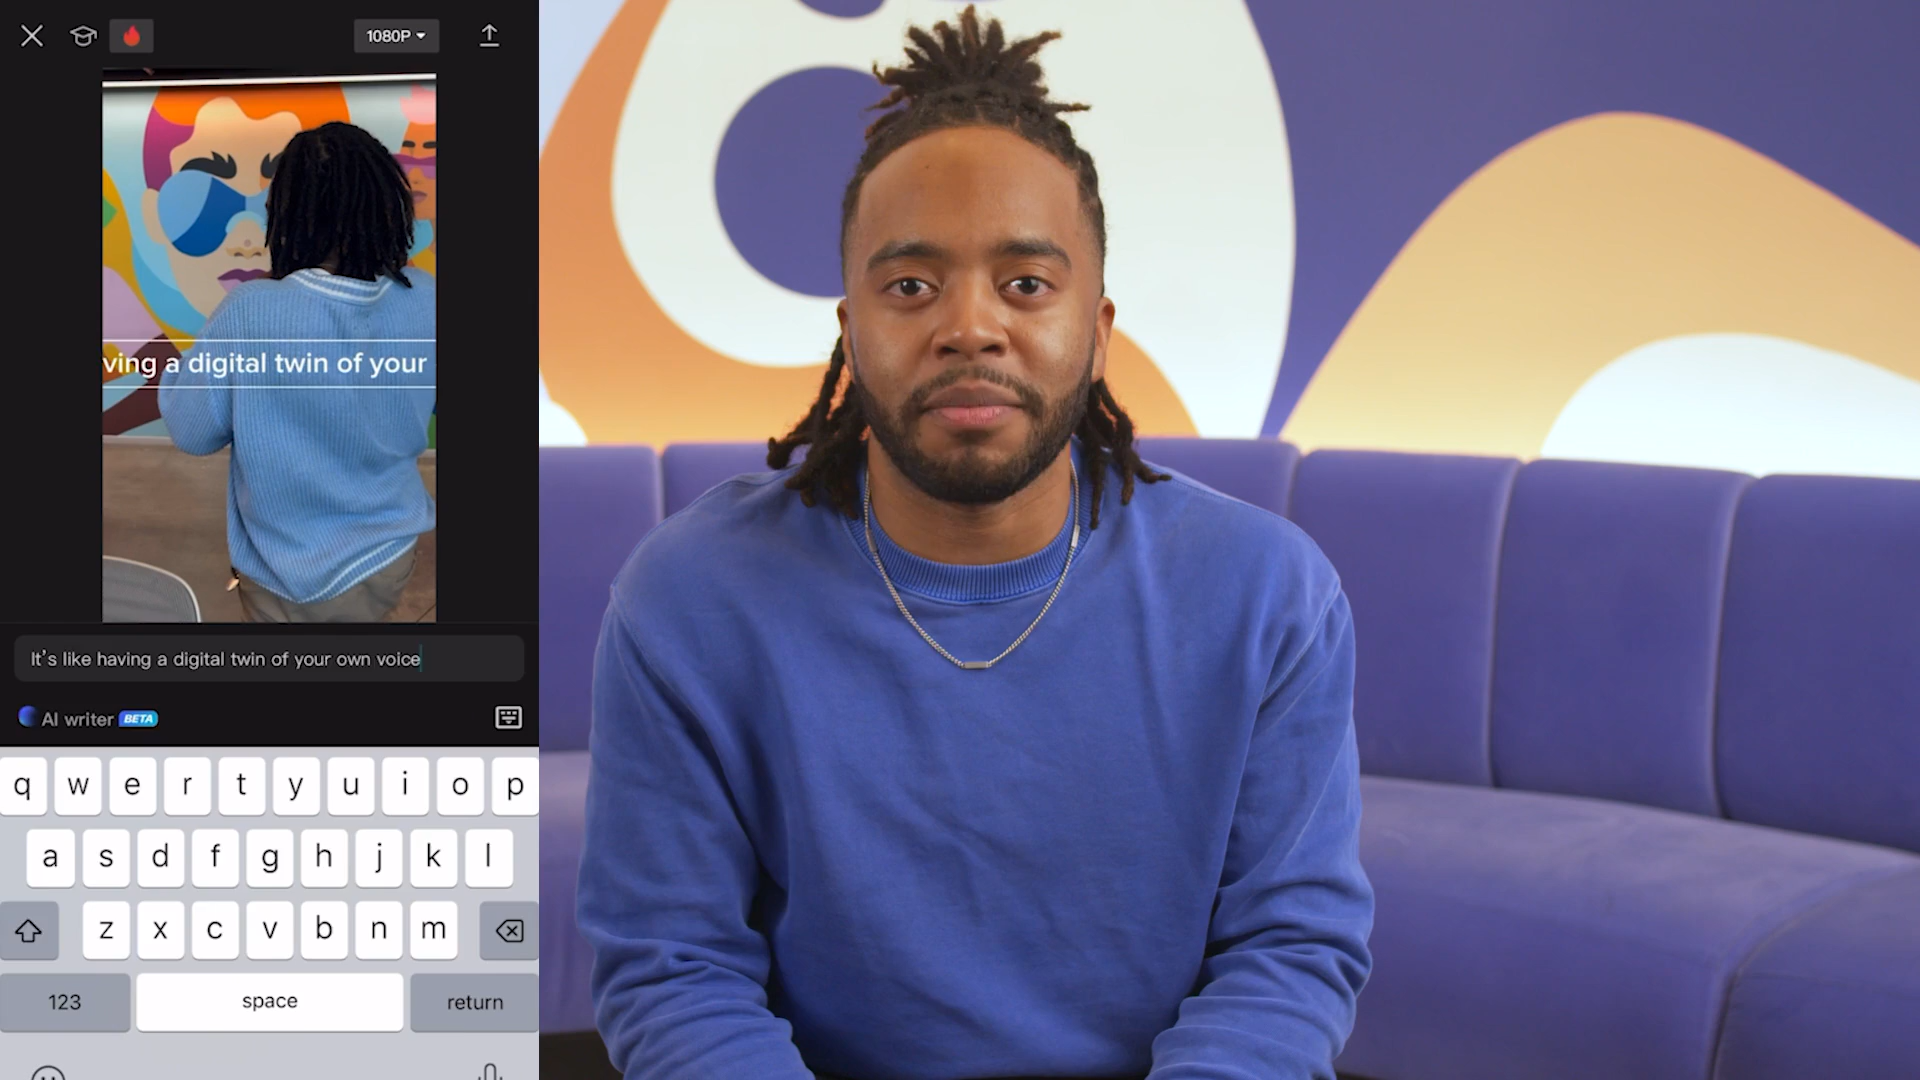 1080P
ving a digital twin of your
It's like having a digital twin of your own voice
AI writer BETA
q w e r t y u i o p
a s d f g h j k l
z x c v b n m
123 space return